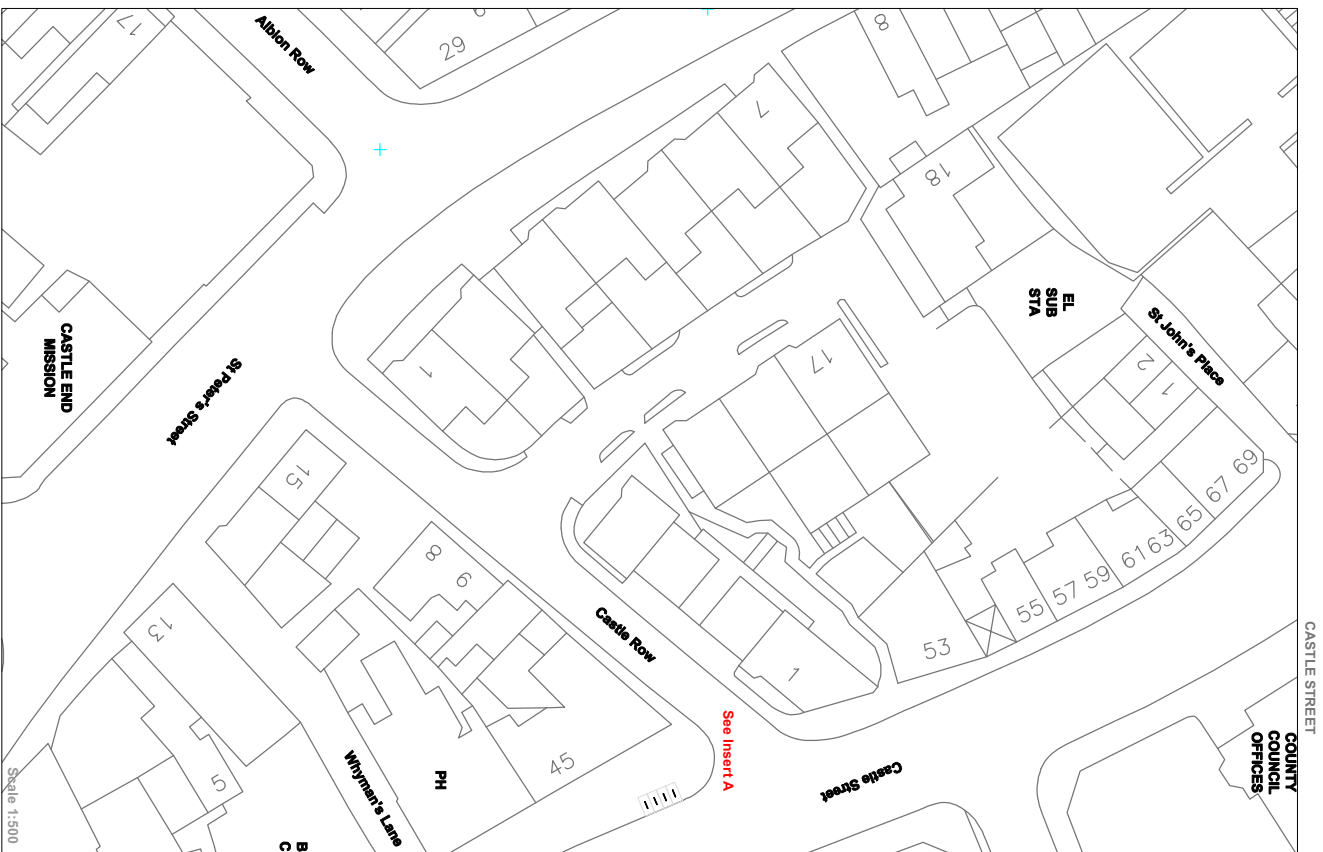 17
Albion Row
29
8
7
18
EL
SUB
STA
St John's Place
2
1
CASTLE END
MISSION
St Peter's Street
1
17
15
8
9
13
5
Castle Row
1
53
55
57
59
61
63
65
67
69
See Insert A
Castle Street
COUNTY
COUNCIL
OFFICES
CASTLE STREET
45
PH
Whyman's Lane
Scale 1:500